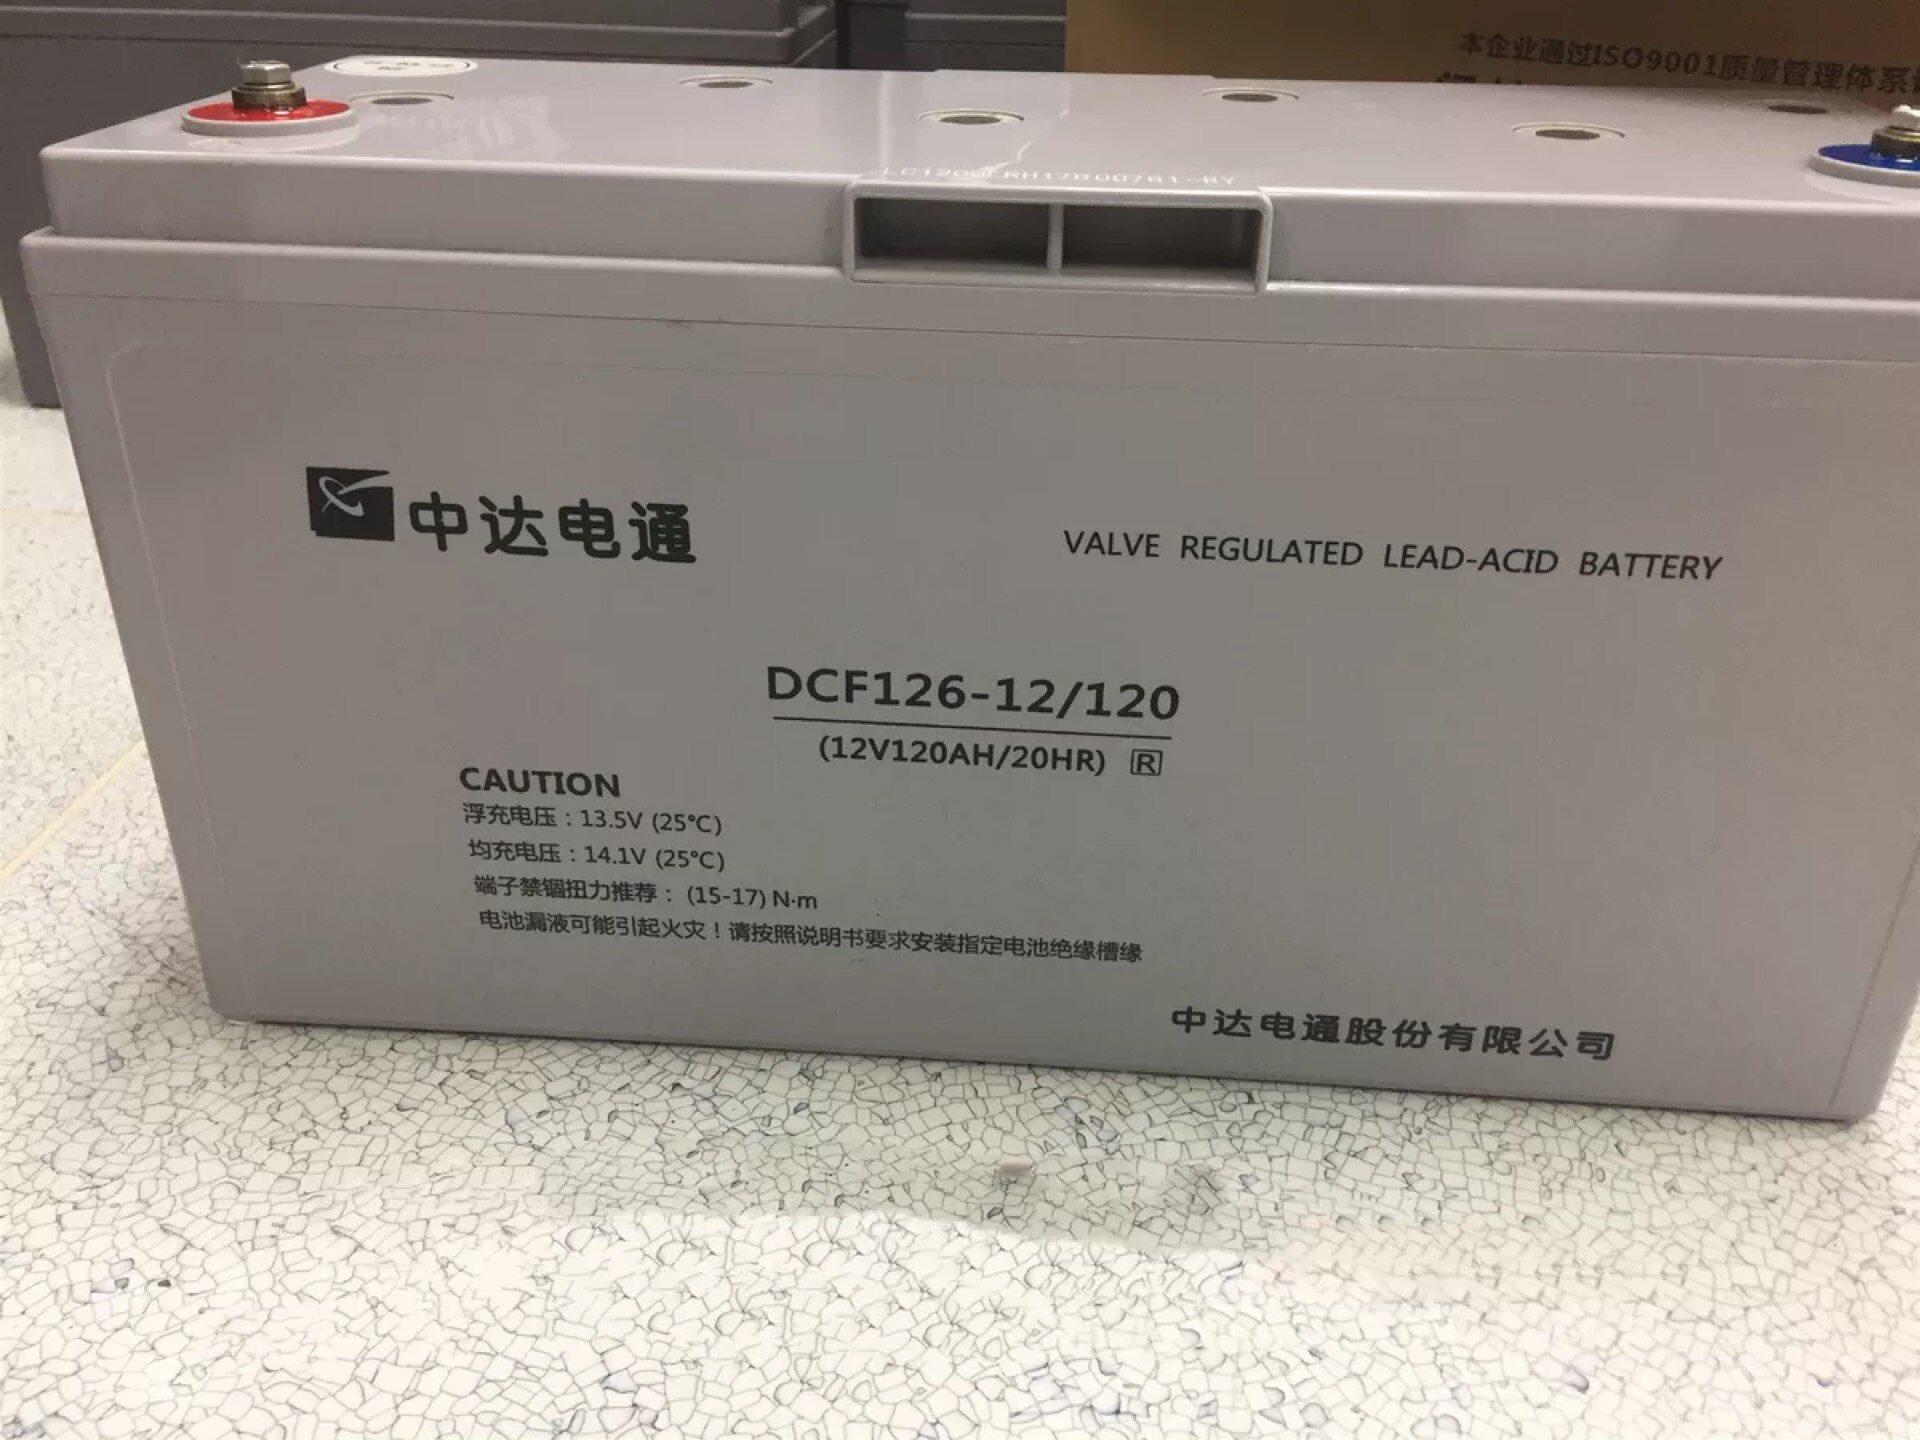 本企业通过ISO9001质量管理体系
中达电通
VALVE REGULATED LEAD-ACID BATTERY
DCF126-12/120
(12V120AH/20HR) R
CAUTION
浮充电压：13.5V (25℃)
均充电压：14.1V (25℃)
端子禁锢扭力推荐：(15-17) N·m
电池漏液可能引起火灾！请按照说明书要求安装指定电池绝缘槽缘
中达电通股份有限公司